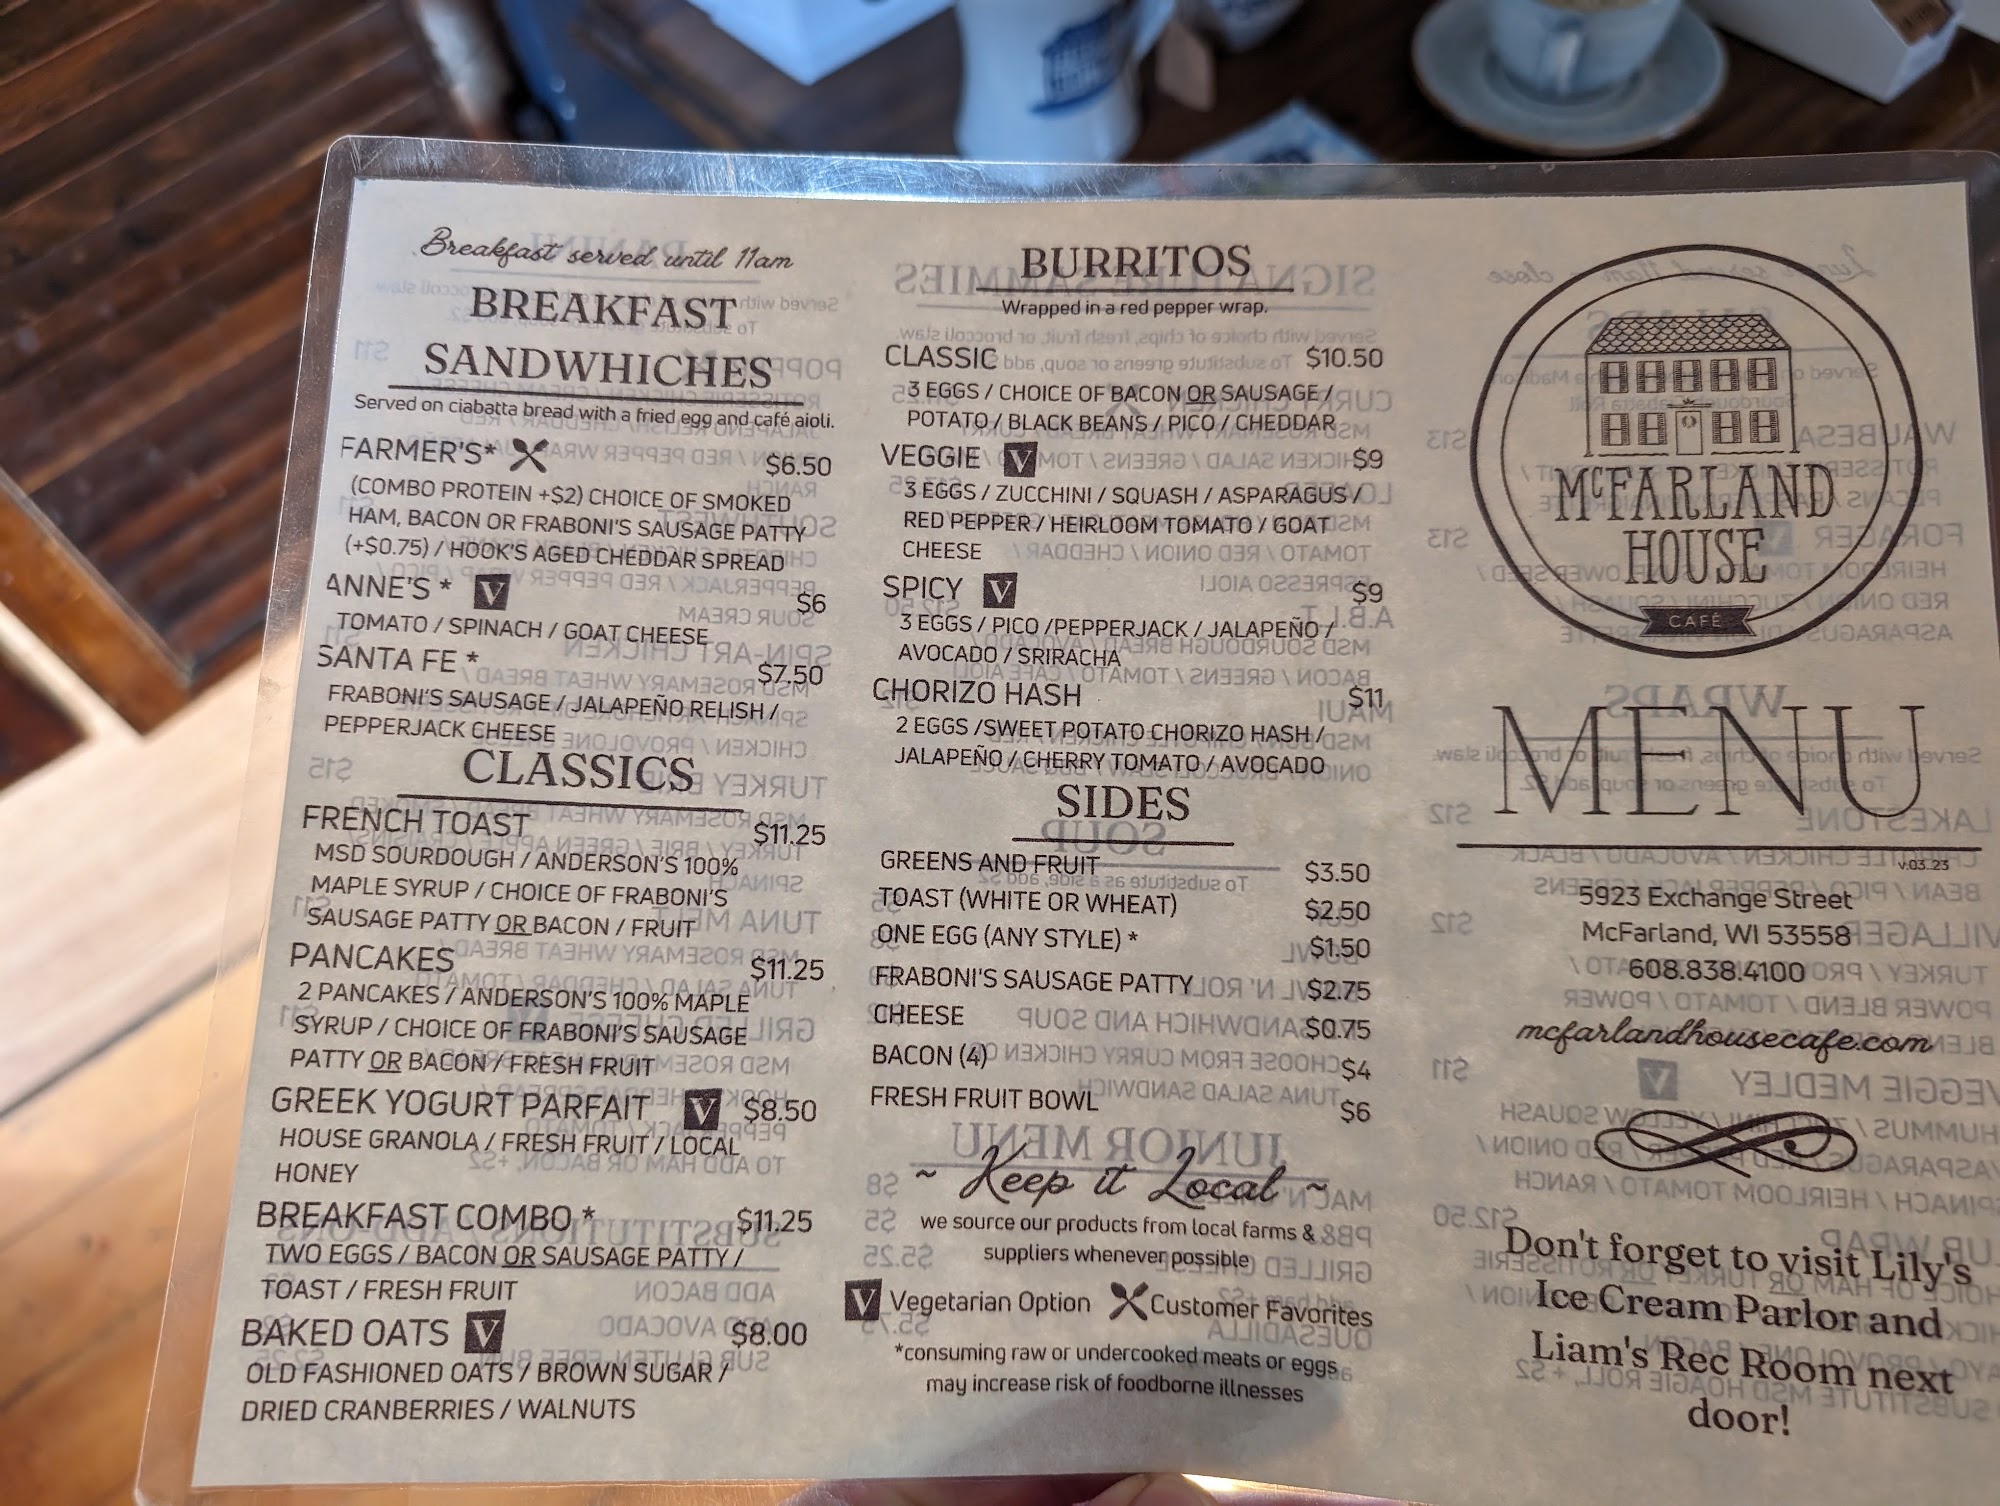 Breakfast served until 11am
BREAKFAST
SANDWHICHES
Served on ciabatta bread with a fried egg and café aioli.
FARMER'S* $6.50
(COMBO PROTEIN +$2) CHOICE OF SMOKED
HAM, BACON OR FRABONI'S SAUSAGE PATTY
(+$0.75) / HOOK'S AGED CHEDDAR SPREAD
ANNE'S * V $6
TOMATO / SPINACH / GOAT CHEESE
SANTA FE * $7.50
FRABONI'S SAUSAGE / JALAPEÑO RELISH /
PEPPERJACK CHEESE
CLASSICS
FRENCH TOAST $11.25
MSD SOURDOUGH / ANDERSON'S 100%
MAPLE SYRUP / CHOICE OF FRABONI'S
SAUSAGE PATTY OR BACON / FRUIT
PANCAKES $11.25
2 PANCAKES / ANDERSON'S 100% MAPLE
SYRUP / CHOICE OF FRABONI'S SAUSAGE
PATTY OR BACON / FRESH FRUIT
GREEK YOGURT PARFAIT V $8.50
HOUSE GRANOLA / FRESH FRUIT / LOCAL
HONEY
BREAKFAST COMBO * $11.25
TWO EGGS / BACON OR SAUSAGE PATTY /
TOAST / FRESH FRUIT
BAKED OATS V $8.00
OLD FASHIONED OATS / BROWN SUGAR /
DRIED CRANBERRIES / WALNUTS
BURRITOS
Wrapped in a red pepper wrap.
CLASSIC $10.50
3 EGGS / CHOICE OF BACON OR SAUSAGE /
POTATO / BLACK BEANS / PICO / CHEDDAR
VEGGIE V $9
3 EGGS / ZUCCHINI / SQUASH / ASPARAGUS /
RED PEPPER / HEIRLOOM TOMATO / GOAT
CHEESE
SPICY V $9
3 EGGS / PICO /PEPPERJACK / JALAPEÑO /
AVOCADO / SRIRACHA
CHORIZO HASH $11
2 EGGS /SWEET POTATO CHORIZO HASH /
JALAPEÑO / CHERRY TOMATO / AVOCADO
SIDES
GREENS AND FRUIT $3.50
TOAST (WHITE OR WHEAT) $2.50
ONE EGG (ANY STYLE) * $1.50
FRABONI'S SAUSAGE PATTY $2.75
CHEESE $0.75
BACON (4) $4
FRESH FRUIT BOWL $6
~ Keep it Local ~
we source our products from local farms &
suppliers whenever possible
V Vegetarian Option Customer Favorites
*consuming raw or undercooked meats or eggs
may increase risk of foodborne illnesses
McFARLAND
HOUSE
CAFÉ
MENU
v.03.23
5923 Exchange Street
McFarland, WI 53558
608.838.4100
mcfarlandhousecafe.com
Don't forget to visit Lily's
Ice Cream Parlor and
Liam's Rec Room next
door!